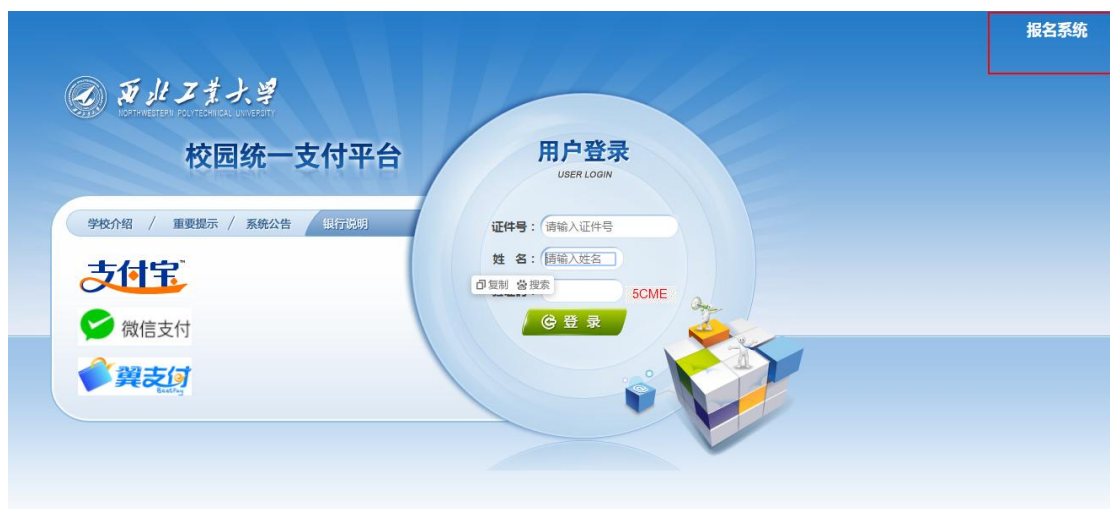 报名系统
西北工业大学
NORTHWESTERN POLYTECHNICAL UNIVERSITY
校园统一支付平台
用户登录
USER LOGIN
学校介绍 / 重要提示 / 系统公告 银行说明
证件号：请输入证件号
姓 名：请输入姓名
复制 搜索
5CME
登 录
支付宝™
微信支付
翼支付
Bestpay